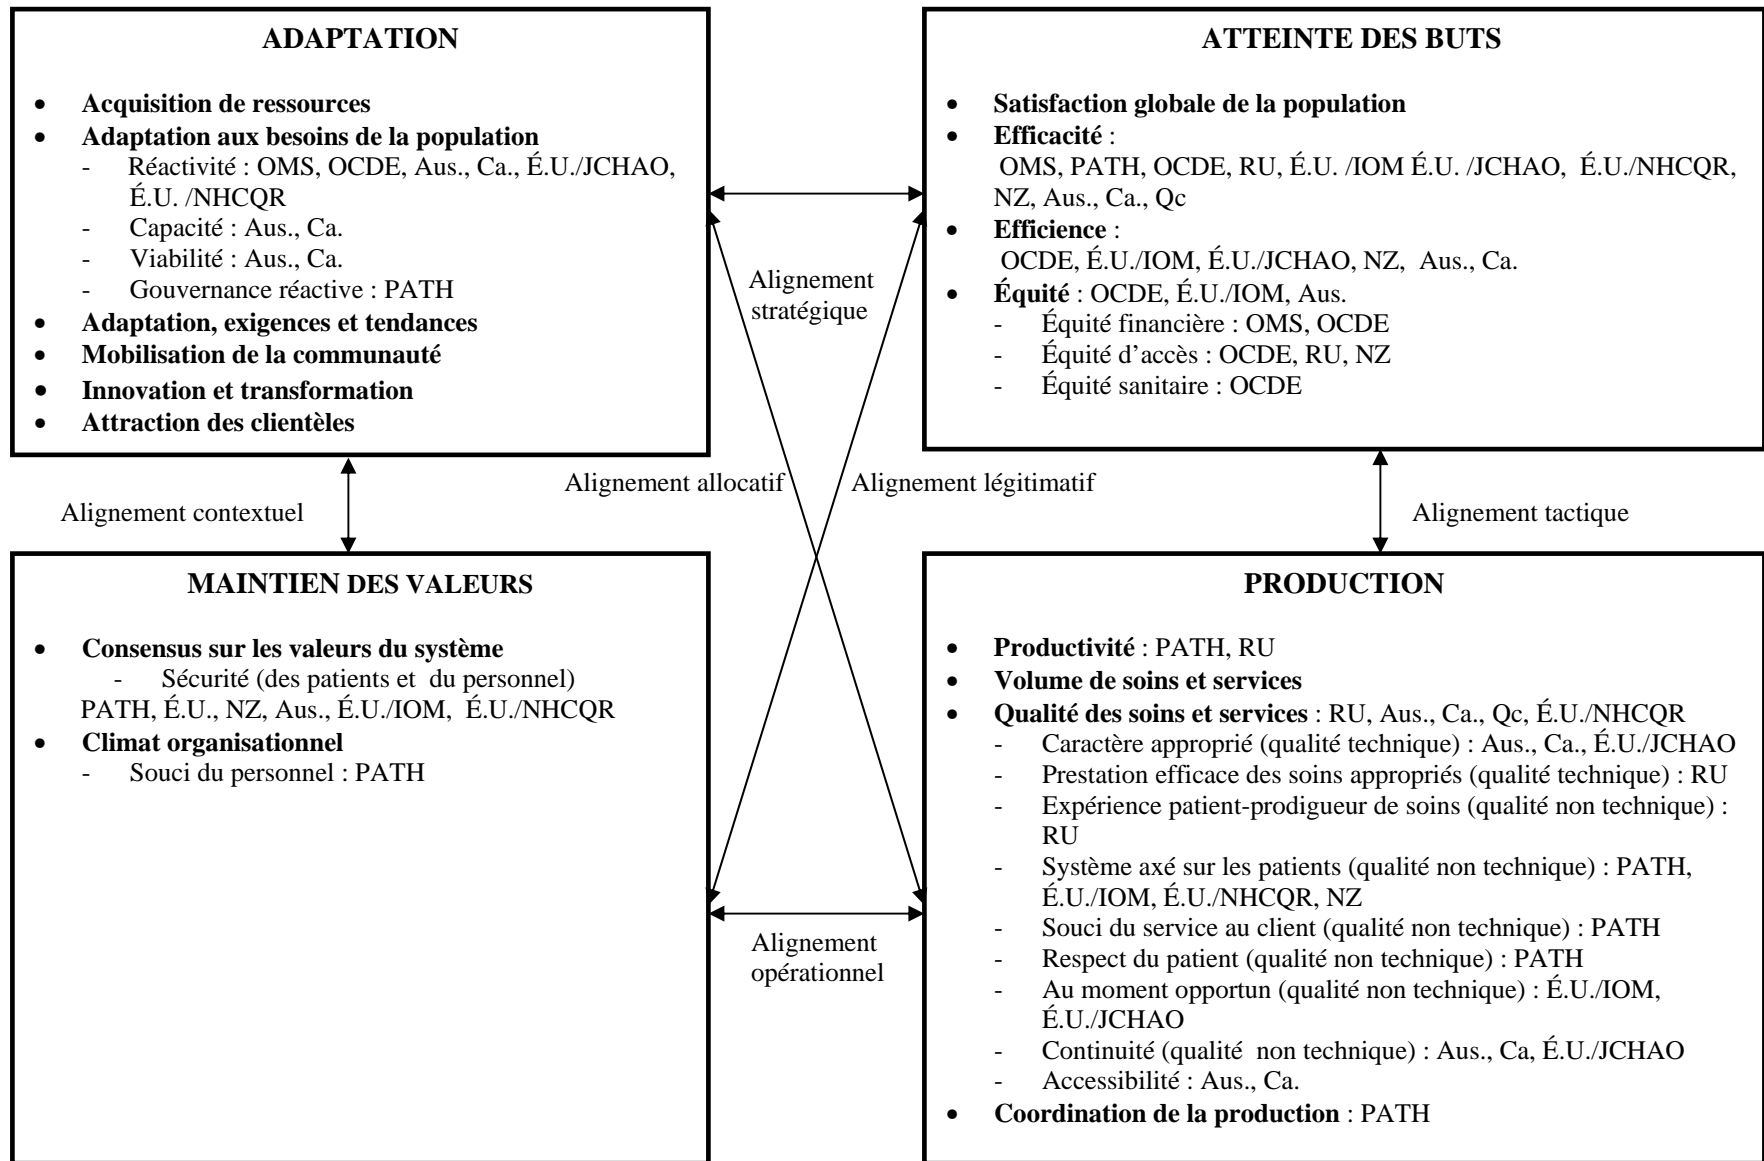 ADAPTATION
• Acquisition de ressources
• Adaptation aux besoins de la population
- Réactivité : OMS, OCDE, Aus., Ca., É.U./JCHAO,
É.U. /NHCQR
- Capacité : Aus., Ca.
- Viabilité : Aus., Ca.
- Gouvernance réactive : PATH
• Adaptation, exigences et tendances
• Mobilisation de la communauté
• Innovation et transformation
• Attraction des clientèles
ATTEINTE DES BUTS
• Satisfaction globale de la population
• Efficacité :
OMS, PATH, OCDE, RU, É.U. /IOM É.U. /JCHAO, É.U./NHCQR,
NZ, Aus., Ca., Qc
• Efficience :
OCDE, É.U./IOM, É.U./JCHAO, NZ, Aus., Ca.
• Équité : OCDE, É.U./IOM, Aus.
- Équité financière : OMS, OCDE
- Équité d’accès : OCDE, RU, NZ
- Équité sanitaire : OCDE
Alignement
stratégique
Alignement allocatif
Alignement légitimatif
Alignement contextuel
Alignement tactique
MAINTIEN DES VALEURS
• Consensus sur les valeurs du système
- Sécurité (des patients et du personnel)
PATH, É.U., NZ, Aus., É.U./IOM, É.U./NHCQR
• Climat organisationnel
- Souci du personnel : PATH
Alignement
opérationnel
PRODUCTION
• Productivité : PATH, RU
• Volume de soins et services
• Qualité des soins et services : RU, Aus., Ca., Qc, É.U./NHCQR
- Caractère approprié (qualité technique) : Aus., Ca., É.U./JCHAO
- Prestation efficace des soins appropriés (qualité technique) : RU
- Expérience patient-prodigueur de soins (qualité non technique) :
RU
- Système axé sur les patients (qualité non technique) : PATH,
É.U./IOM, É.U./NHCQR, NZ
- Souci du service au client (qualité non technique) : PATH
- Respect du patient (qualité non technique) : PATH
- Au moment opportun (qualité non technique) : É.U./IOM,
É.U./JCHAO
- Continuité (qualité non technique) : Aus., Ca, É.U./JCHAO
- Accessibilité : Aus., Ca.
• Coordination de la production : PATH